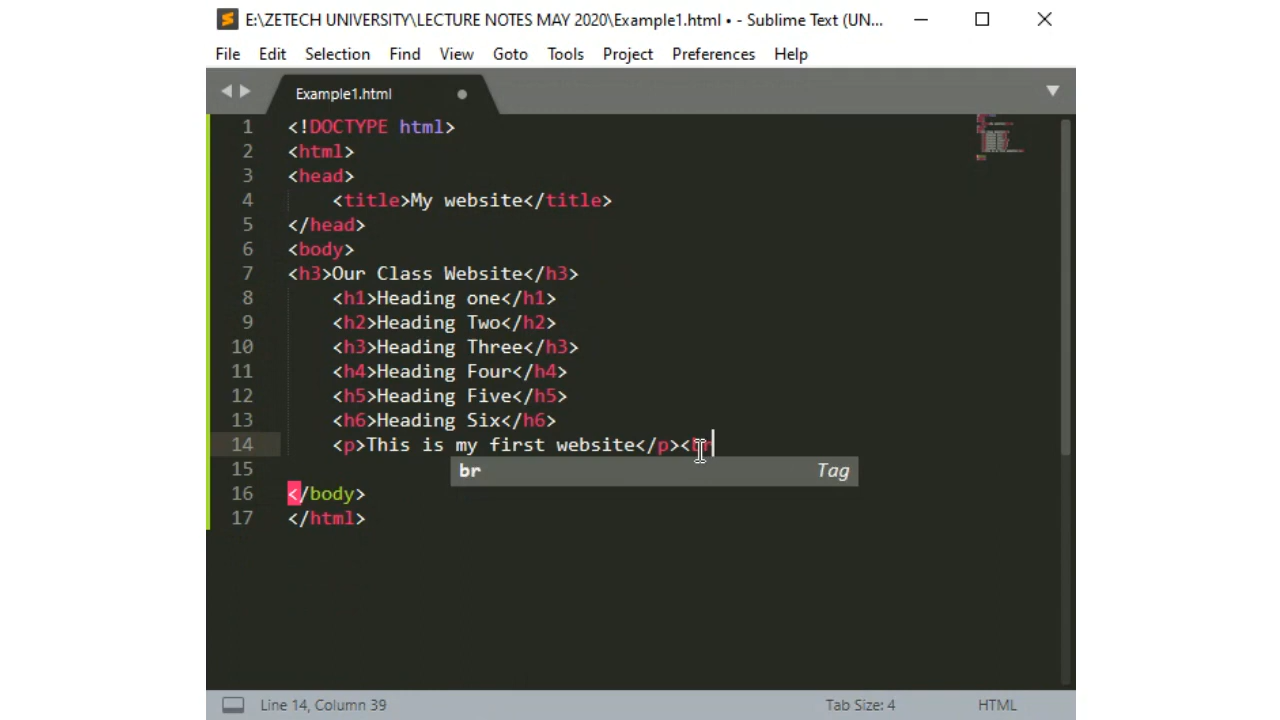 E:\ZETECH UNIVERSITY\LECTURE NOTES MAY 2020\Example1.html • - Sublime Text (UN...
File Edit Selection Find View Goto Tools Project Preferences Help
Example1.html
1 <!DOCTYPE html>
2 <html>
3 <head>
4 <title>My website</title>
5 </head>
6 <body>
7 <h3>Our Class Website</h3>
8 <h1>Heading one</h1>
9 <h2>Heading Two</h2>
10 <h3>Heading Three</h3>
11 <h4>Heading Four</h4>
12 <h5>Heading Five</h5>
13 <h6>Heading Six</h6>
14 <p>This is my first website</p><br
br Tag
15
16 </body>
17 </html>
Line 14, Column 39 Tab Size: 4 HTML